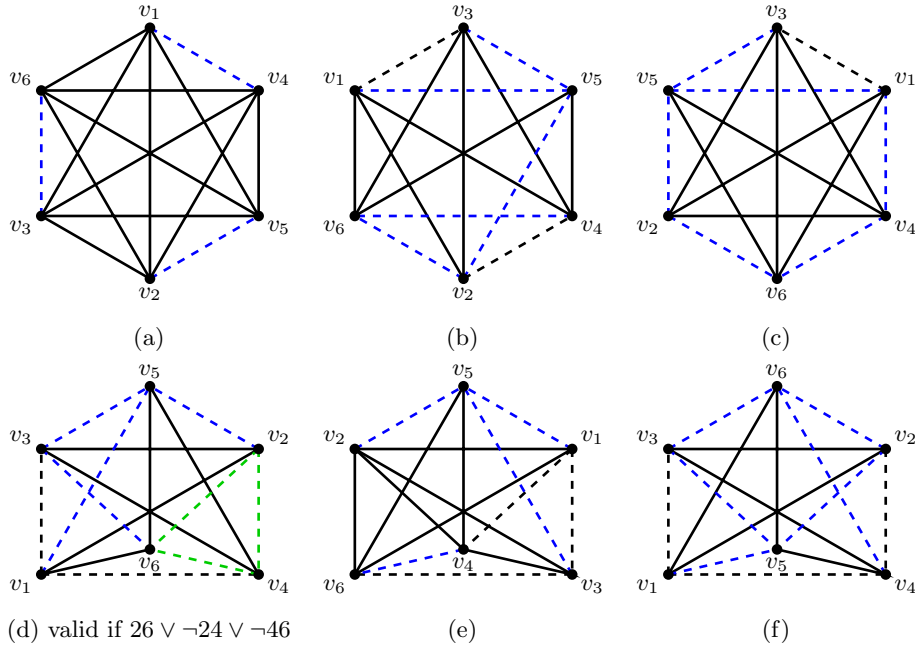 v1
v6 v4
v3 v5
v2
(a)
v3
v1 v5
v6 v4
v2
(b)
v3
v5 v1
v2 v4
v6
(c)
v5
v3 v2
v6
v1 v4
(d) valid if 26 ∨ ¬24 ∨ ¬46
v5
v2 v1
v4
v6 v3
(e)
v6
v3 v2
v5
v1 v4
(f)